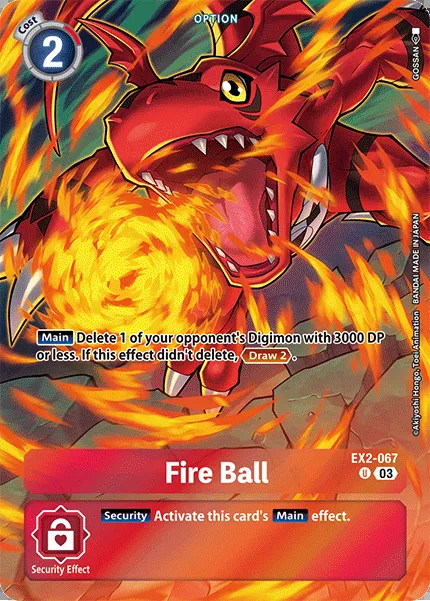 OPTION
Cost
2
GOSSAN
©Akiyoshi Hongo, Toei Animation BANDAI MADE IN JAPAN
Main Delete 1 of your opponent's Digimon with 3000 DP
or less. If this effect didn't delete, Draw 2.
EX2-067
Fire Ball
U 03
Security Activate this card's Main effect.
Security Effect